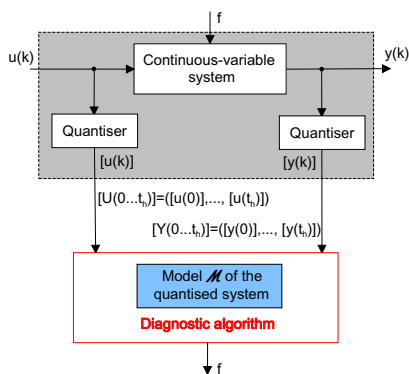 f
u(k)
Continuous-variable
system
y(k)
Quantiser
Quantiser
[u(k)]
[y(k)]
[U(0...tₕ)]=([u(0)],..., [u(tₕ)])
[Y(0...tₕ)]=([y(0)],..., [y(tₕ)])
Model ℳ of the
quantised system
Diagnostic algorithm
f